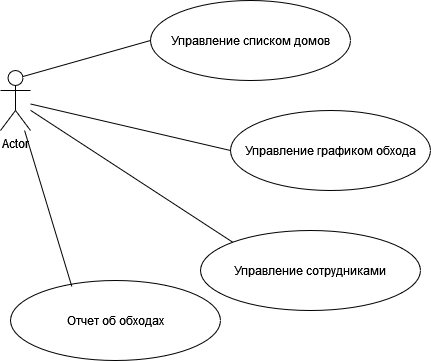 Управление списком домов
Actor
Управление графиком обхода
Управление сотрудниками
Отчет об обходах